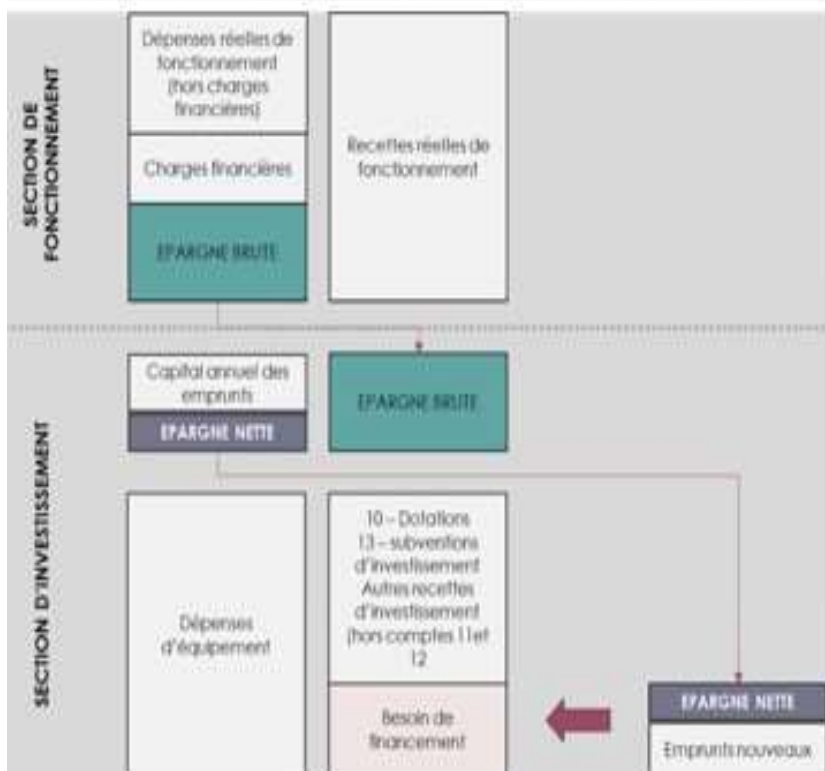 SECTION DE
FONCTIONNEMENT
Dépenses réelles de
fonctionnement
(hors charges
financières)
Charges financières
EPARGNE BRUTE
Recettes réelles de
fonctionnement
SECTION D'INVESTISSEMENT
Capital annuel des
emprunts
EPARGNE NETTE
EPARGNE BRUTE
Dépenses
d'équipement
10 – Dotations
13 – subventions
d'investissement
Autres recettes
d'investissement
(hors comptes 11et
12
Besoin de
financement
EPARGNE NETTE
Emprunts nouveaux